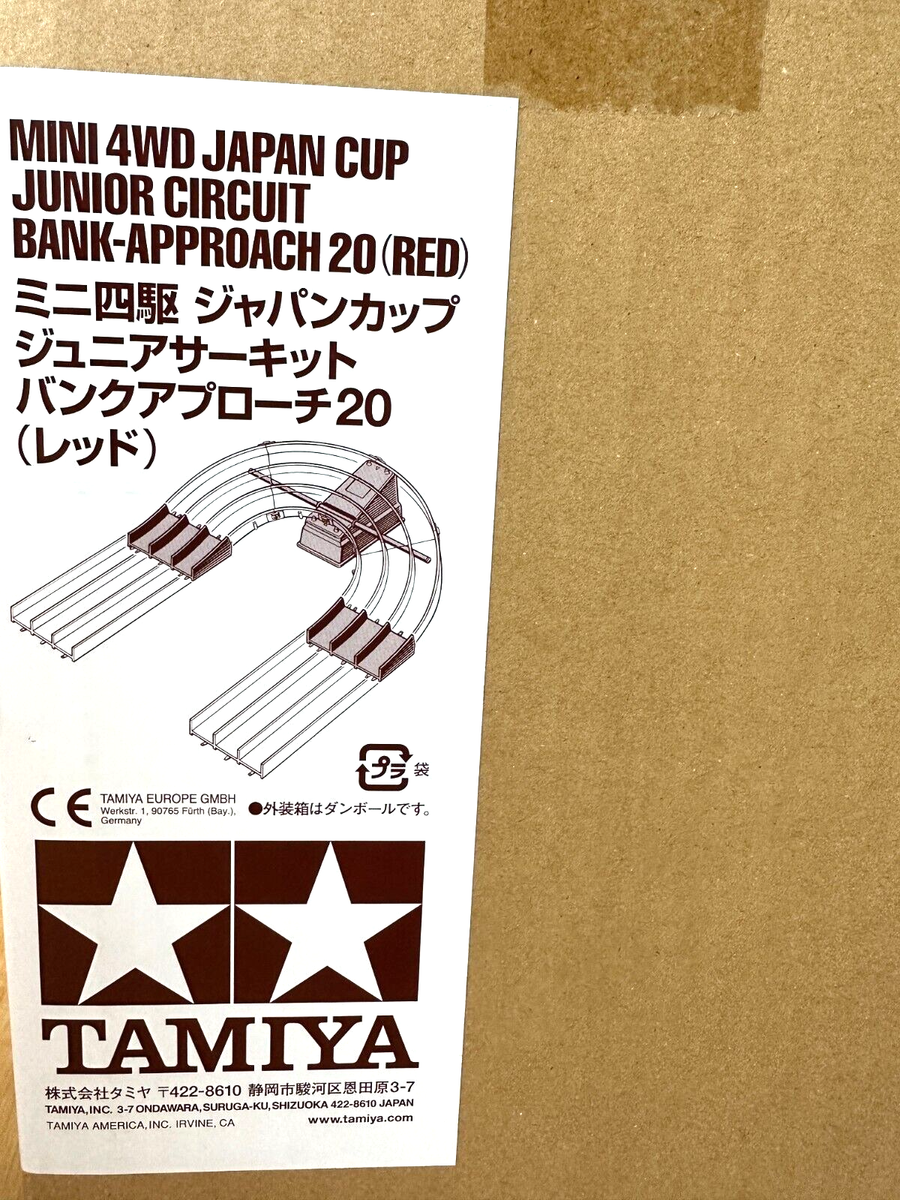 MINI 4WD JAPAN CUP
JUNIOR CIRCUIT
BANK-APPROACH 20 (RED)
ミニ四駆 ジャパンカップ
ジュニアサーキット
バンクアプローチ20
(レッド)
プラ 袋
CE TAMIYA EUROPE GMBH
Werkstr. 1, 90765 Fürth (Bay.),
Germany
●外装箱はダンボールです。
TAMIYA
株式会社タミヤ 〒422-8610 静岡市駿河区恩田原3-7
TAMIYA, INC. 3-7 ONDAWARA, SURUGA-KU, SHIZUOKA 422-8610 JAPAN
TAMIYA AMERICA, INC. IRVINE, CA
www.tamiya.com